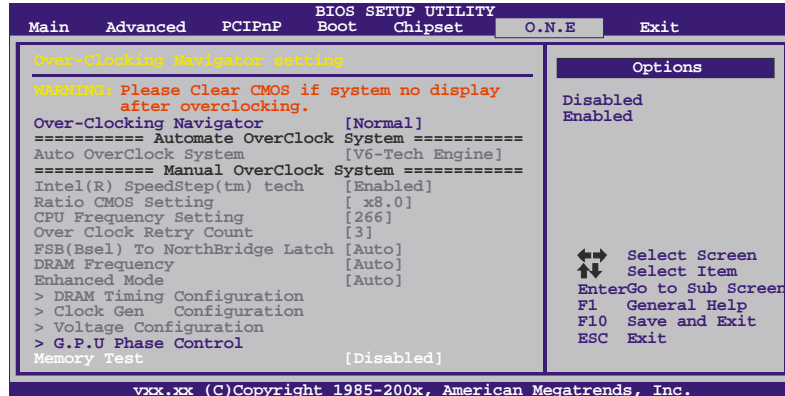 BIOS SETUP UTILITY
Main Advanced PCIPnP Boot Chipset O.N.E Exit
Over-Clocking Navigator setting
WARNING: Please Clear CMOS if system no display
after overclocking.
Over-Clocking Navigator [Normal]
=========== Automate OverClock System ===========
Auto OverClock System [V6-Tech Engine]
============ Manual OverClock System ============
Intel(R) SpeedStep(tm) tech [Enabled]
Ratio CMOS Setting [ x8.0]
CPU Frequency Setting [266]
Over Clock Retry Count [3]
FSB(Bsel) To NorthBridge Latch [Auto]
DRAM Frequency [Auto]
Enhanced Mode [Auto]
> DRAM Timing Configuration
> Clock Gen Configuration
> Voltage Configuration
> G.P.U Phase Control
Memory Test [Disabled]
Options
Disabled
Enabled
Select Screen
Select Item
EnterGo to Sub Screen
F1 General Help
F10 Save and Exit
ESC Exit
vxx.xx (C)Copyright 1985-200x, American Megatrends, Inc.